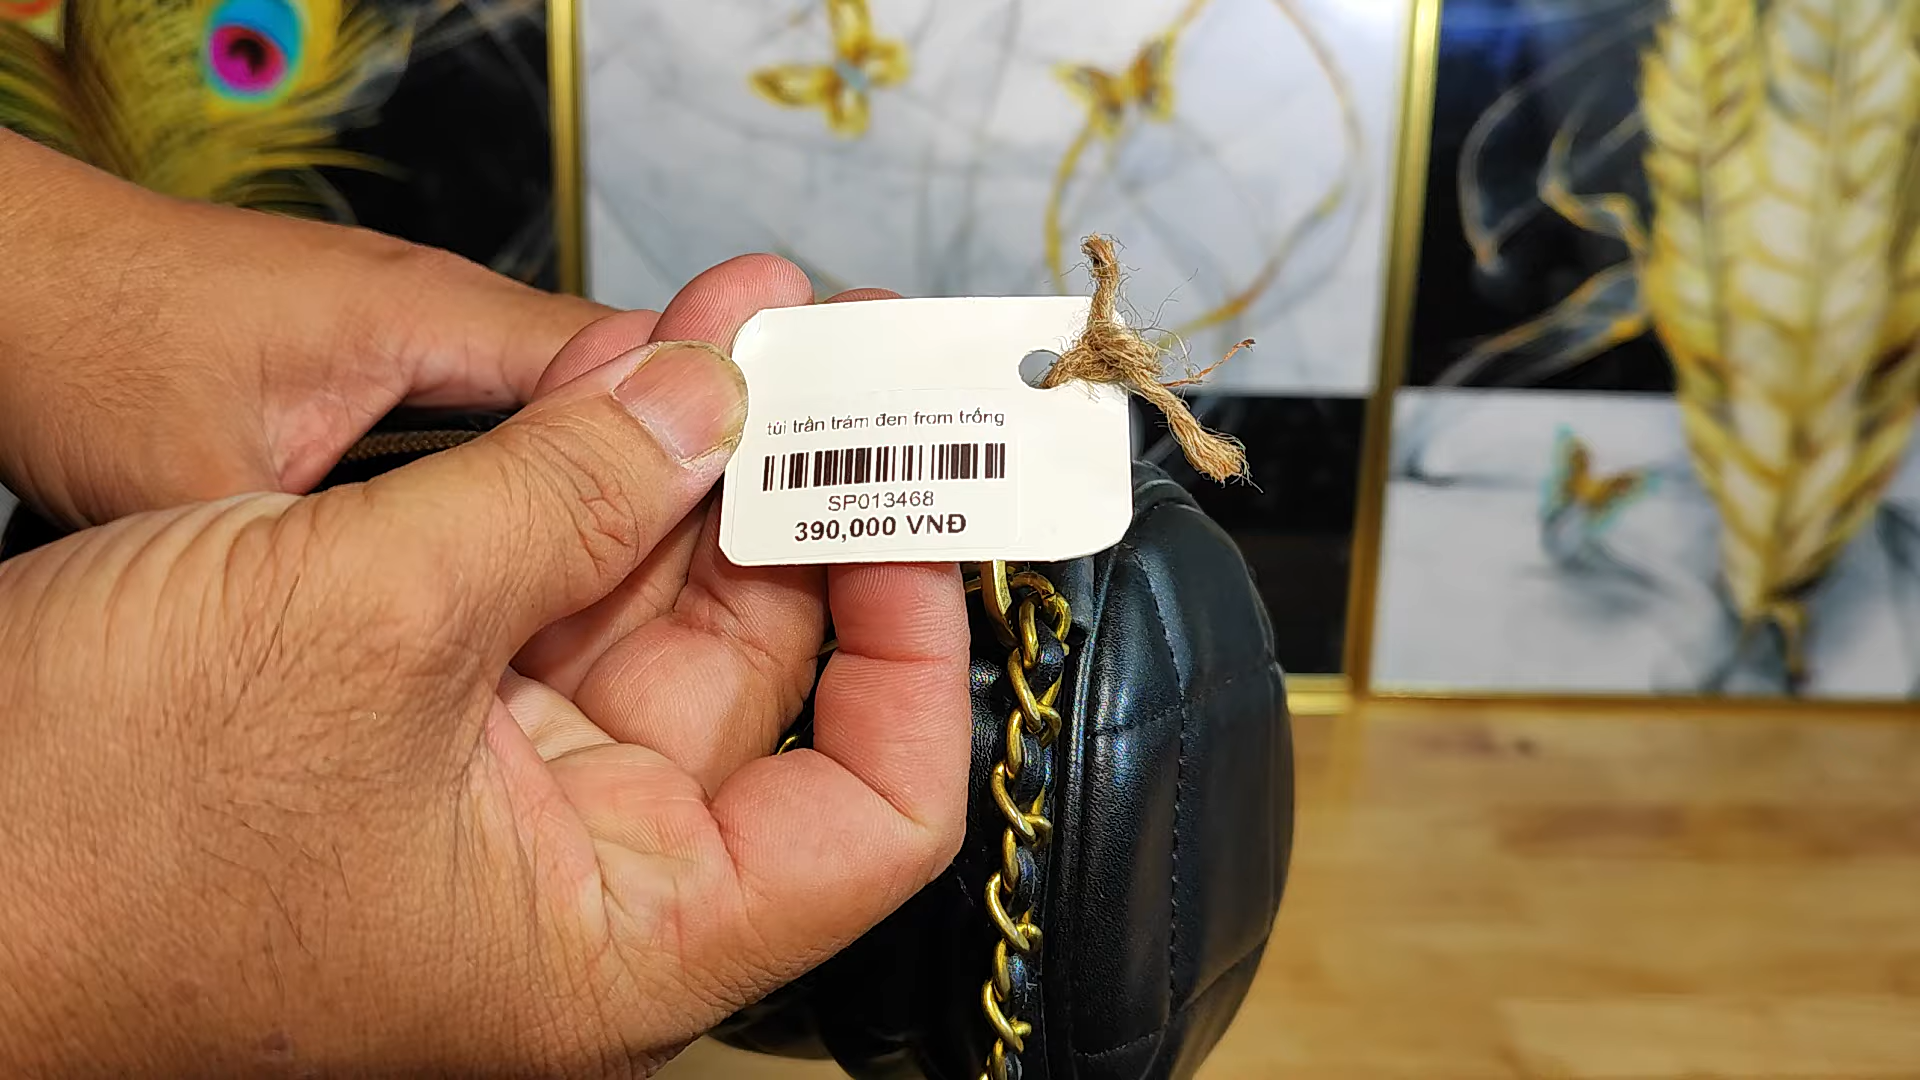 túi trần trám đen from trống
SP013468
390,000 VNĐ